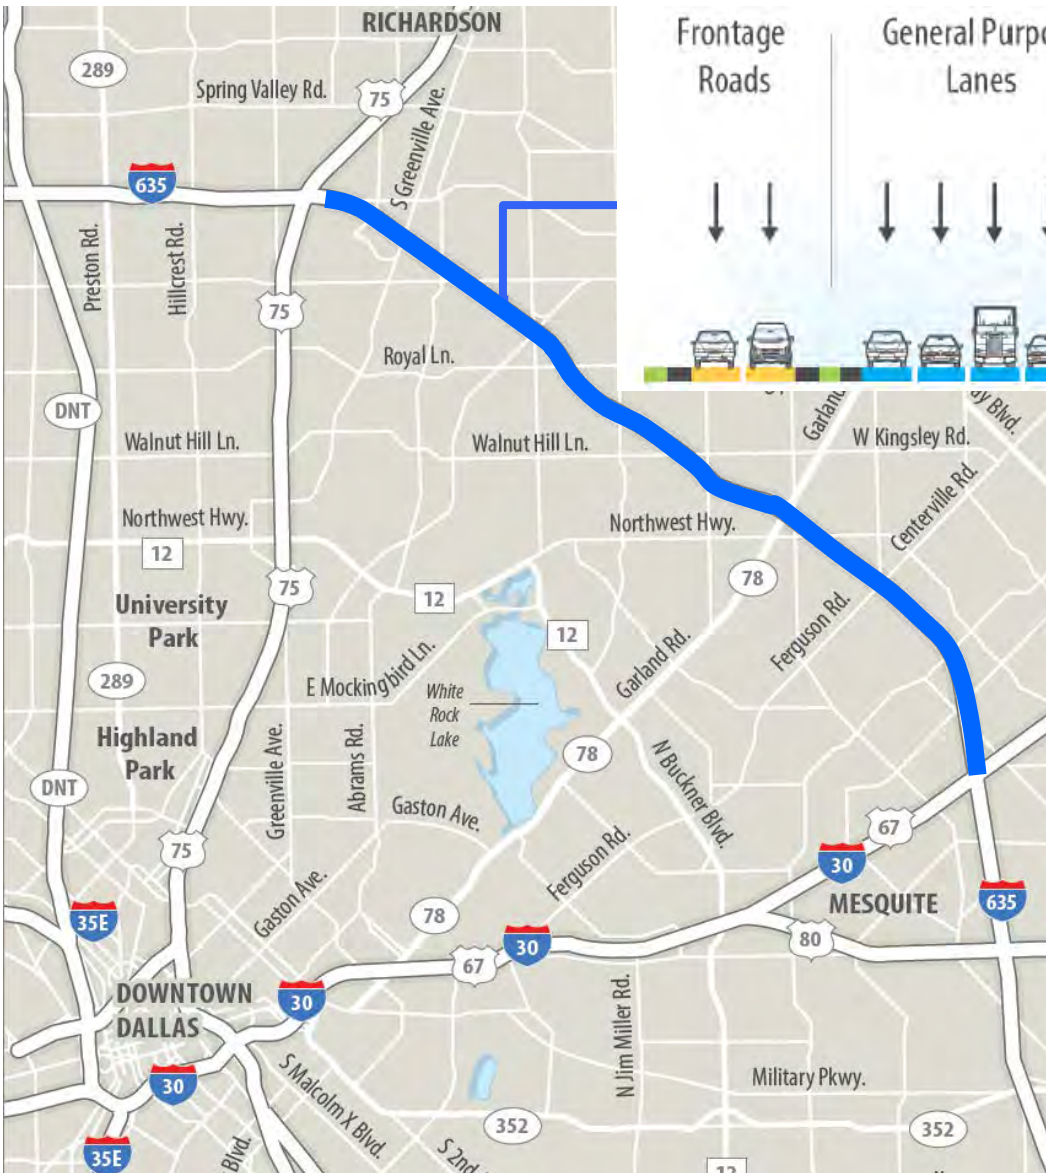 RICHARDSON
Frontage
Roads
General Purpo
Lanes
289
75
Spring Valley Rd.
S Greenville Ave.
635
Preston Rd.
Hillcrest Rd.
75
Royal Ln.
DNT
Garland
ay Blvd.
Walnut Hill Ln.
Walnut Hill Ln.
W Kingsley Rd.
Centerville Rd.
Northwest Hwy.
Northwest Hwy.
12
75
12
78
University
Park
Ferguson Rd.
12
Garland Rd.
289
E Mockingbird Ln.
White
Rock
Lake
Highland
Park
DNT
Greenville Ave.
Abrams Rd.
78
N Buckner Blvd.
Gaston Ave.
67
75
30
Ferguson Rd.
MESQUITE
635
Gaston Ave.
35E
78
30
80
67
DOWNTOWN
DALLAS
30
N Jim Miller Rd.
30
S Malcolm X Blvd.
Military Pkwy.
352
352
35E
Blvd.
S 2nd
12